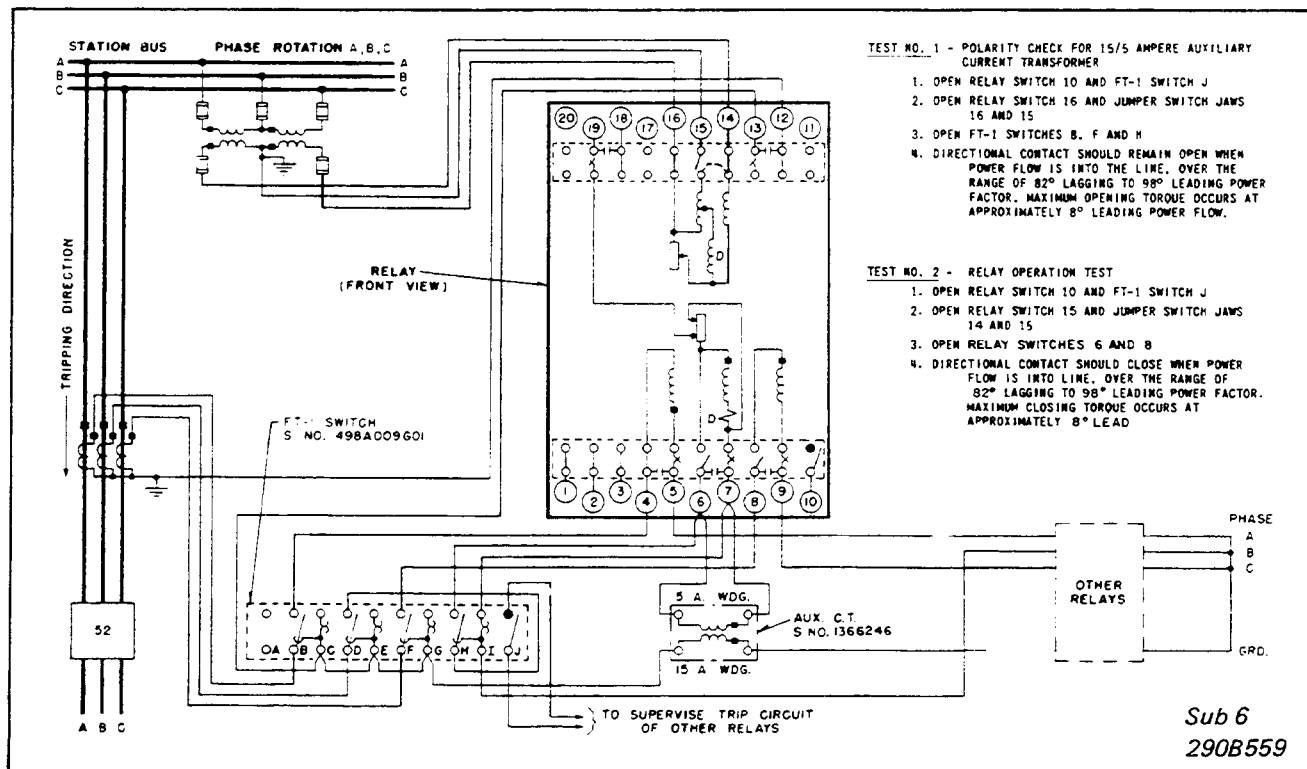 STATION BUS PHASE ROTATION A, B, C
A A
B B
C C
TRIPPING DIRECTION
RELAY
(FRONT VIEW)
20 19 18 17 16 15 14 13 12 11
D
D
1 2 3 4 5 6 7 8 9 10
FT-1 SWITCH
S NO. 498A009G01
A B C D E F G H I J
52
A B C
5 A. WDG.
15 A WDG.
AUX. C.T.
S NO. 1366246
TO SUPERVISE TRIP CIRCUIT
OF OTHER RELAYS
OTHER
RELAYS
PHASE
A
B
C
GRD.
TEST NO. 1 - POLARITY CHECK FOR 15/5 AMPERE AUXILIARY
CURRENT TRANSFORMER
1. OPEN RELAY SWITCH 10 AND FT-1 SWITCH J
2. OPEN RELAY SWITCH 16 AND JUMPER SWITCH JAWS
16 AND 15
3. OPEN FT-1 SWITCHES B, F AND H
4. DIRECTIONAL CONTACT SHOULD REMAIN OPEN WHEN
POWER FLOW IS INTO THE LINE, OVER THE
RANGE OF 82° LAGGING TO 98° LEADING POWER
FACTOR. MAXIMUM OPENING TORQUE OCCURS AT
APPROXIMATELY 8° LEADING POWER FLOW.
TEST NO. 2 - RELAY OPERATION TEST
1. OPEN RELAY SWITCH 10 AND FT-1 SWITCH J
2. OPEN RELAY SWITCH 15 AND JUMPER SWITCH JAWS
14 AND 15
3. OPEN RELAY SWITCHES 6 AND 8
4. DIRECTIONAL CONTACT SHOULD CLOSE WHEN POWER
FLOW IS INTO LINE, OVER THE RANGE OF
82° LAGGING TO 98° LEADING POWER FACTOR.
MAXIMUM CLOSING TORQUE OCCURS AT
APPROXIMATELY 8° LEAD
Sub 6
290B559